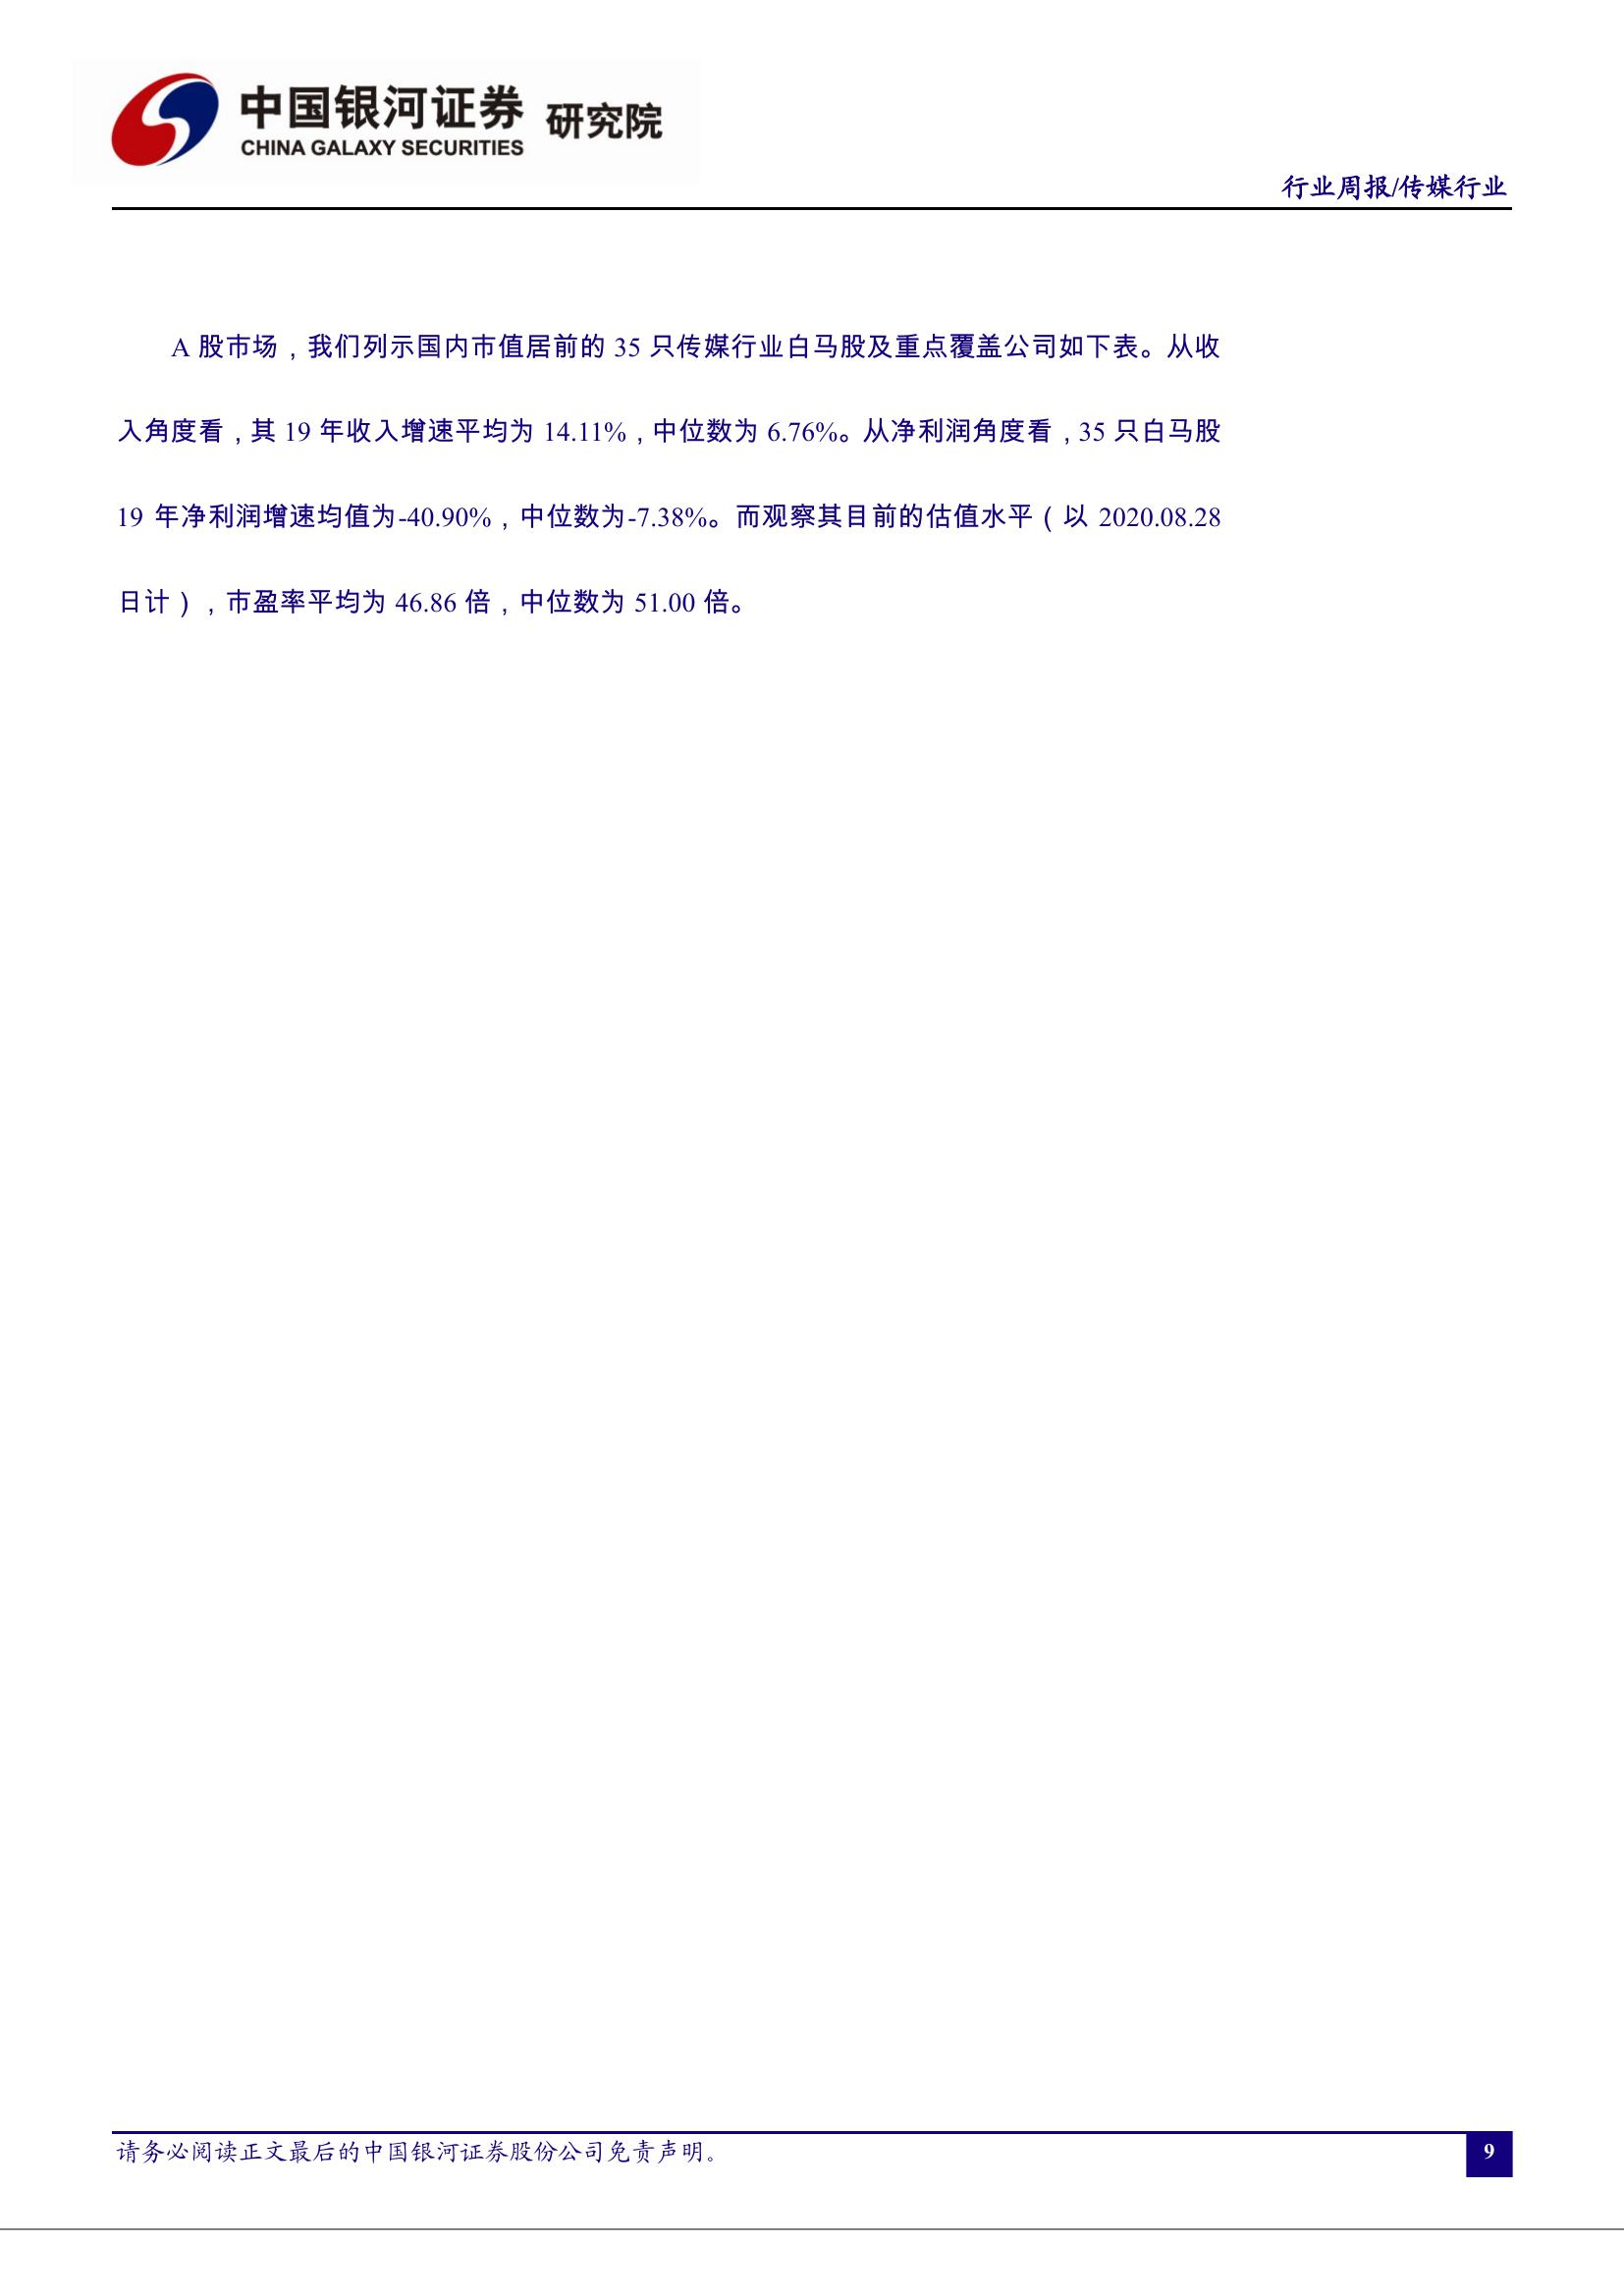 中国银河证券 研究院
CHINA GALAXY SECURITIES
行业周报/传媒行业
A 股市场，我们列示国内市值居前的 35 只传媒行业白马股及重点覆盖公司如下表。从收
入角度看，其 19 年收入增速平均为 14.11%，中位数为 6.76%。从净利润角度看，35 只白马股
19 年净利润增速均值为-40.90%，中位数为-7.38%。而观察其目前的估值水平（以 2020.08.28
日计），市盈率平均为 46.86 倍，中位数为 51.00 倍。
请务必阅读正文最后的中国银河证券股份公司免责声明。
9